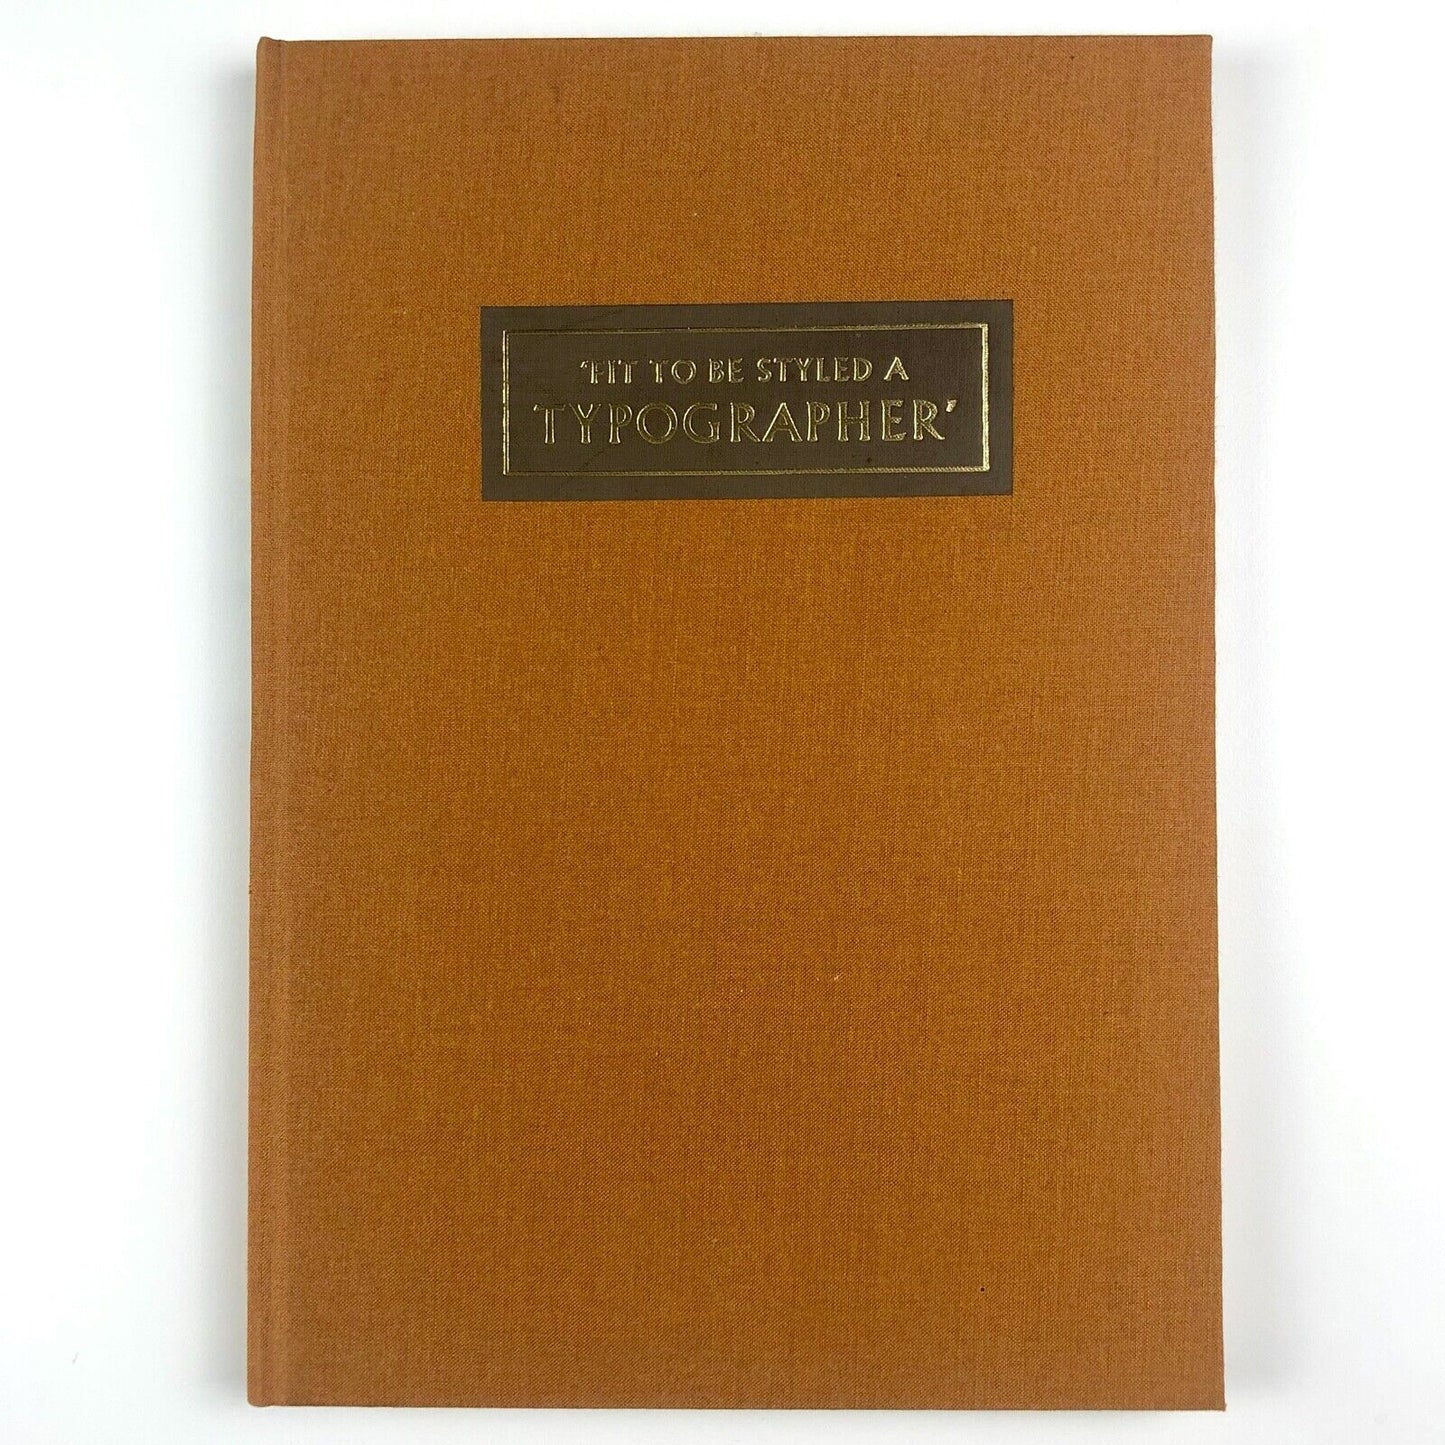 'FIT TO BE STYLED A
TYPOGRAPHER'